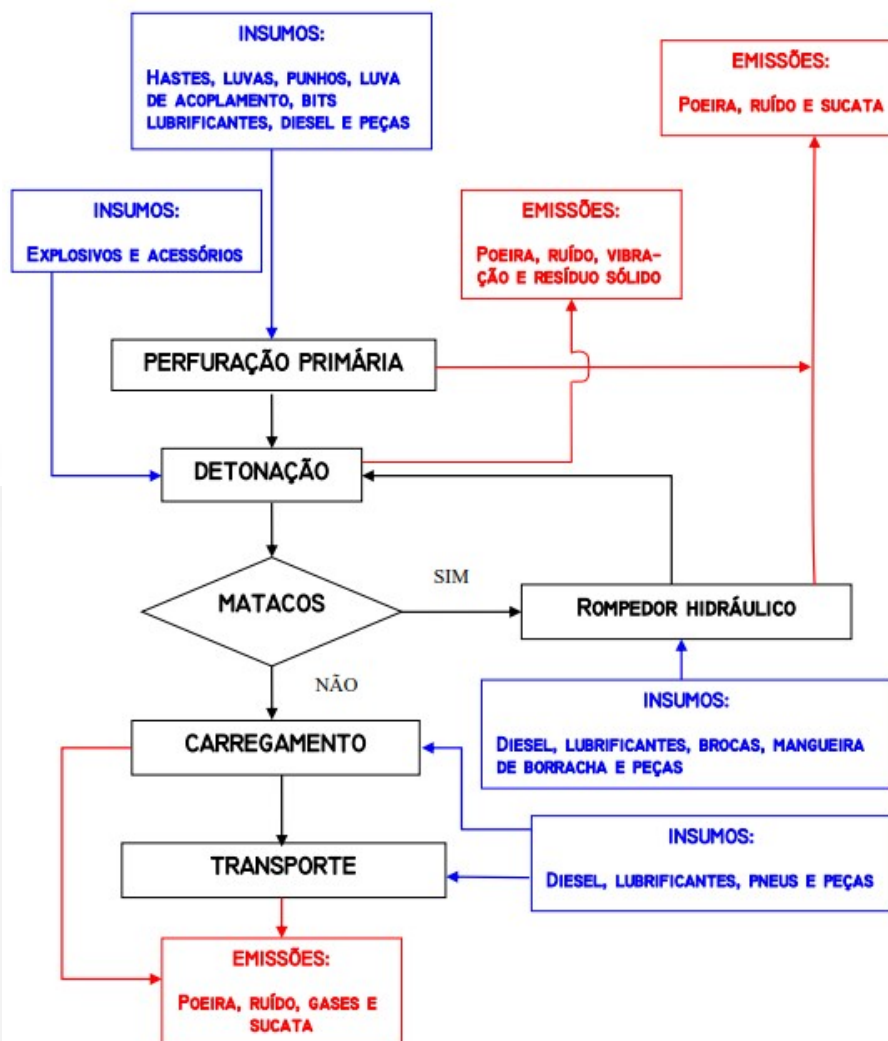 INSUMOS:
HASTES, LUVAS, PUNHOS, LUVA
DE ACOPLAMENTO, BITS
LUBRIFICANTES, DIESEL E PEÇAS
EMISSÕES:
POEIRA, RUÍDO E SUCATA
INSUMOS:
EXPLOSIVOS E ACESSÓRIOS
EMISSÕES:
POEIRA, RUÍDO, VIBRA-
ÇÃO E RESÍDUO SÓLIDO
PERFURAÇÃO PRIMÁRIA
DETONAÇÃO
MATACOS
SIM
ROMPEDOR HIDRÁULICO
NÃO
INSUMOS:
DIESEL, LUBRIFICANTES, BROCAS, MANGUEIRA
DE BORRACHA E PEÇAS
CARREGAMENTO
INSUMOS:
DIESEL, LUBRIFICANTES, PNEUS E PEÇAS
TRANSPORTE
EMISSÕES:
POEIRA, RUÍDO, GASES E
SUCATA